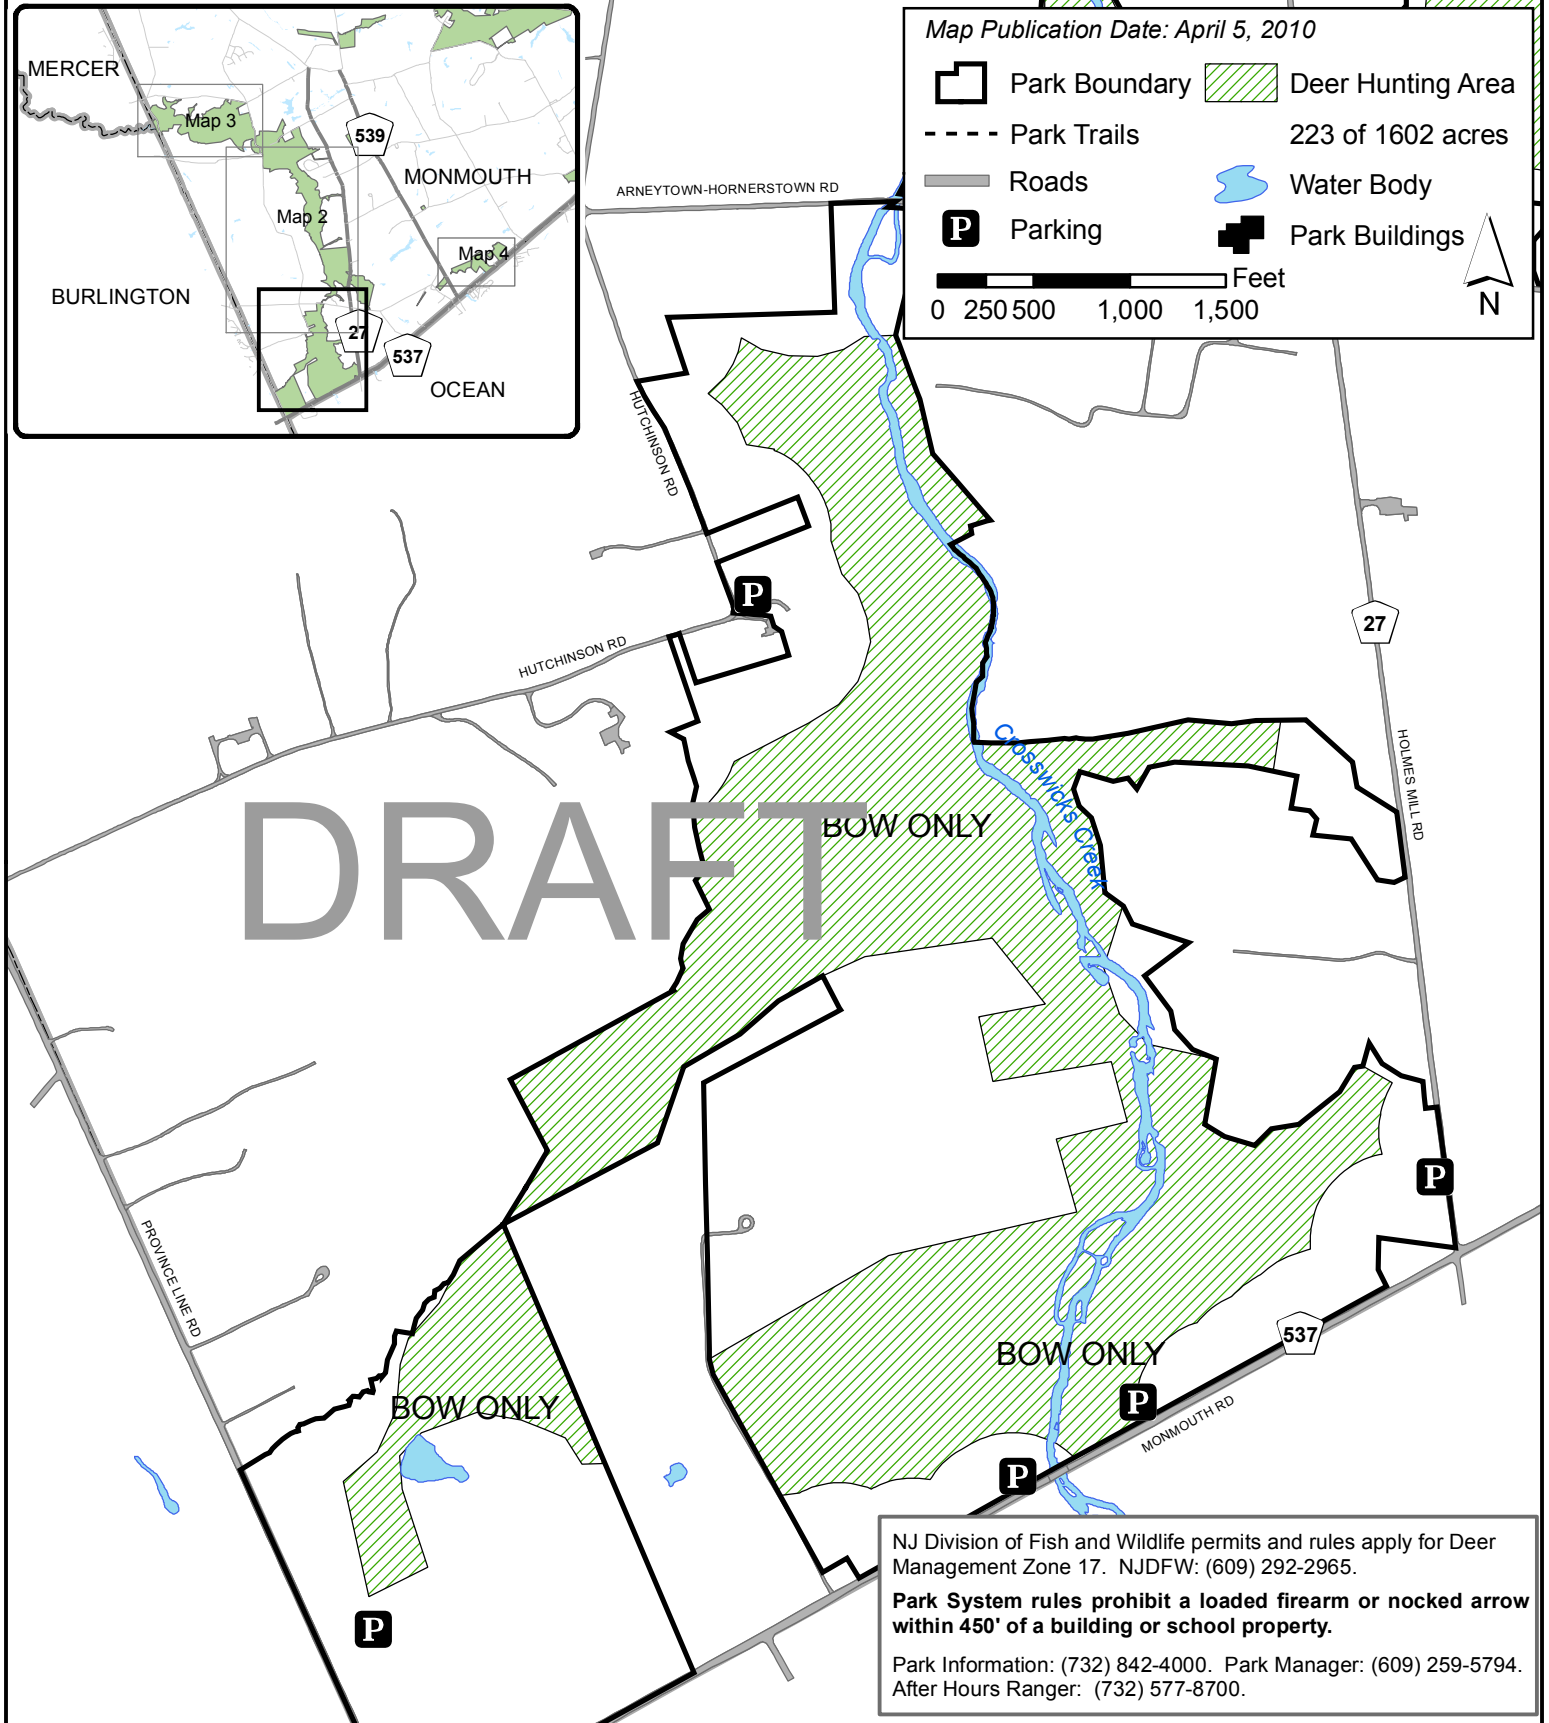 MERCER
Map 3
539
MONMOUTH
Map 2
Map 4
BURLINGTON
27
537
OCEAN
Map Publication Date: April 5, 2010
Park Boundary
Deer Hunting Area
Park Trails
223 of 1602 acres
Roads
Water Body
P
Parking
Park Buildings
Feet
0 250 500 1,000 1,500
N
ARNEYTOWN-HORNERSTOWN RD
HUTCHINSON RD
P
27
HUTCHINSON RD
Crosswicks Creek
HOLMES MILL RD
DRAFT
BOW ONLY
P
PROVINCE LINE RD
537
BOW ONLY
BOW ONLY
P
MONMOUTH RD
P
P
NJ Division of Fish and Wildlife permits and rules apply for Deer
Management Zone 17. NJDFW: (609) 292-2965.
Park System rules prohibit a loaded firearm or nocked arrow
within 450' of a building or school property.
Park Information: (732) 842-4000. Park Manager: (609) 259-5794.
After Hours Ranger: (732) 577-8700.